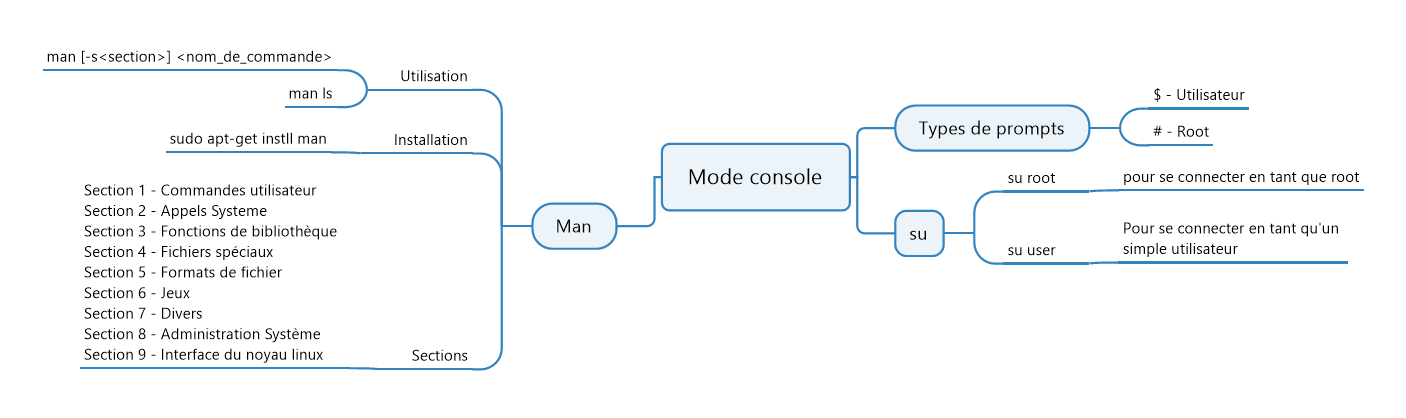 Mode console
Types de prompts
$ - Utilisateur
# - Root
su
su root
pour se connecter en tant que root
su user
Pour se connecter en tant qu'un
simple utilisateur
Man
Utilisation
man [-s<section>] <nom_de_commande>
man ls
Installation
sudo apt-get instll man
Sections
Section 1 - Commandes utilisateur
Section 2 - Appels Systeme
Section 3 - Fonctions de bibliothèque
Section 4 - Fichiers spéciaux
Section 5 - Formats de fichier
Section 6 - Jeux
Section 7 - Divers
Section 8 - Administration Système
Section 9 - Interface du noyau linux